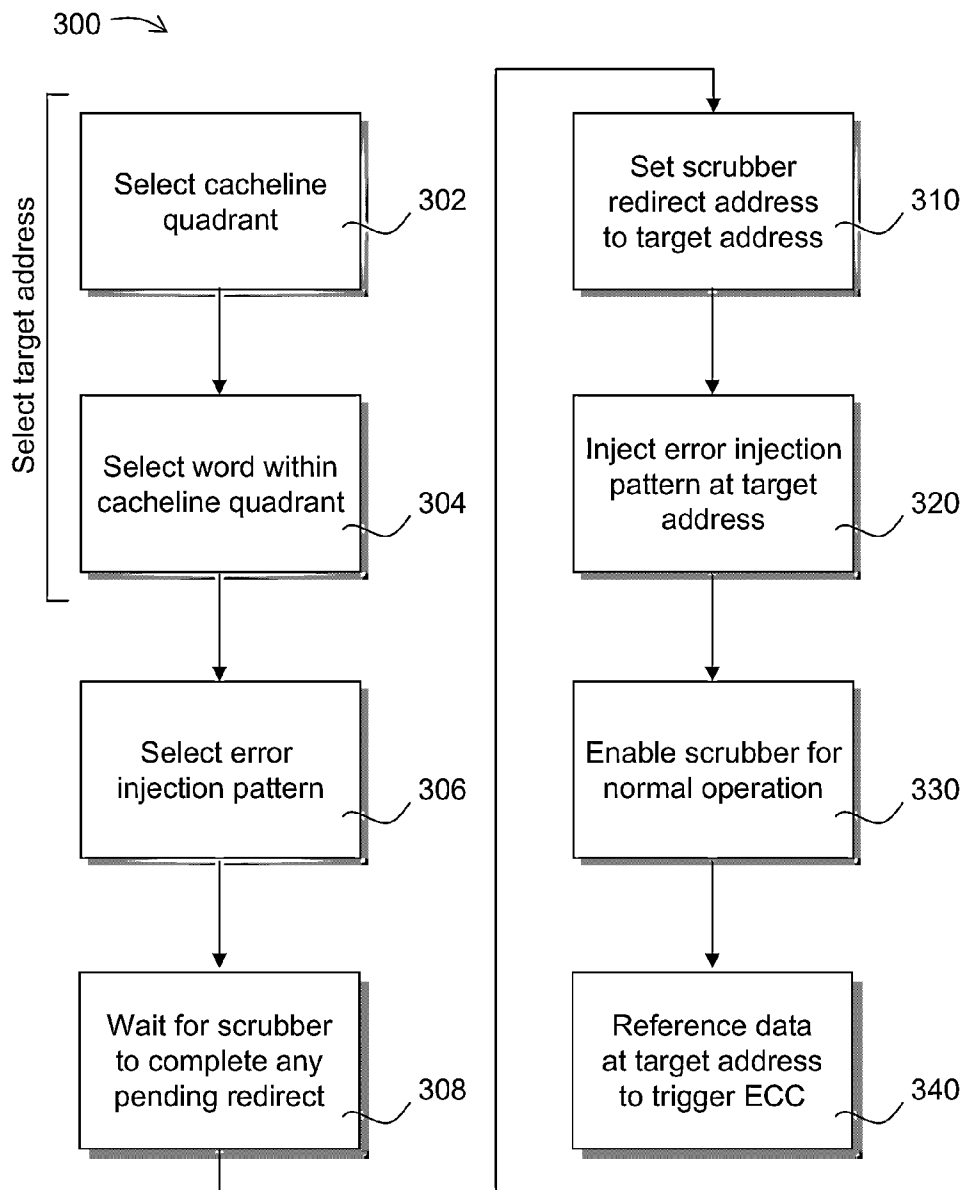 300
Select target address
Select cacheline
quadrant
302
Select word within
cacheline quadrant
304
Select error
injection pattern
306
Wait for scrubber
to complete any
pending redirect
308
Set scrubber
redirect address
to target address
310
Inject error injection
pattern at target
address
320
Enable scrubber for
normal operation
330
Reference data
at target address
to trigger ECC
340